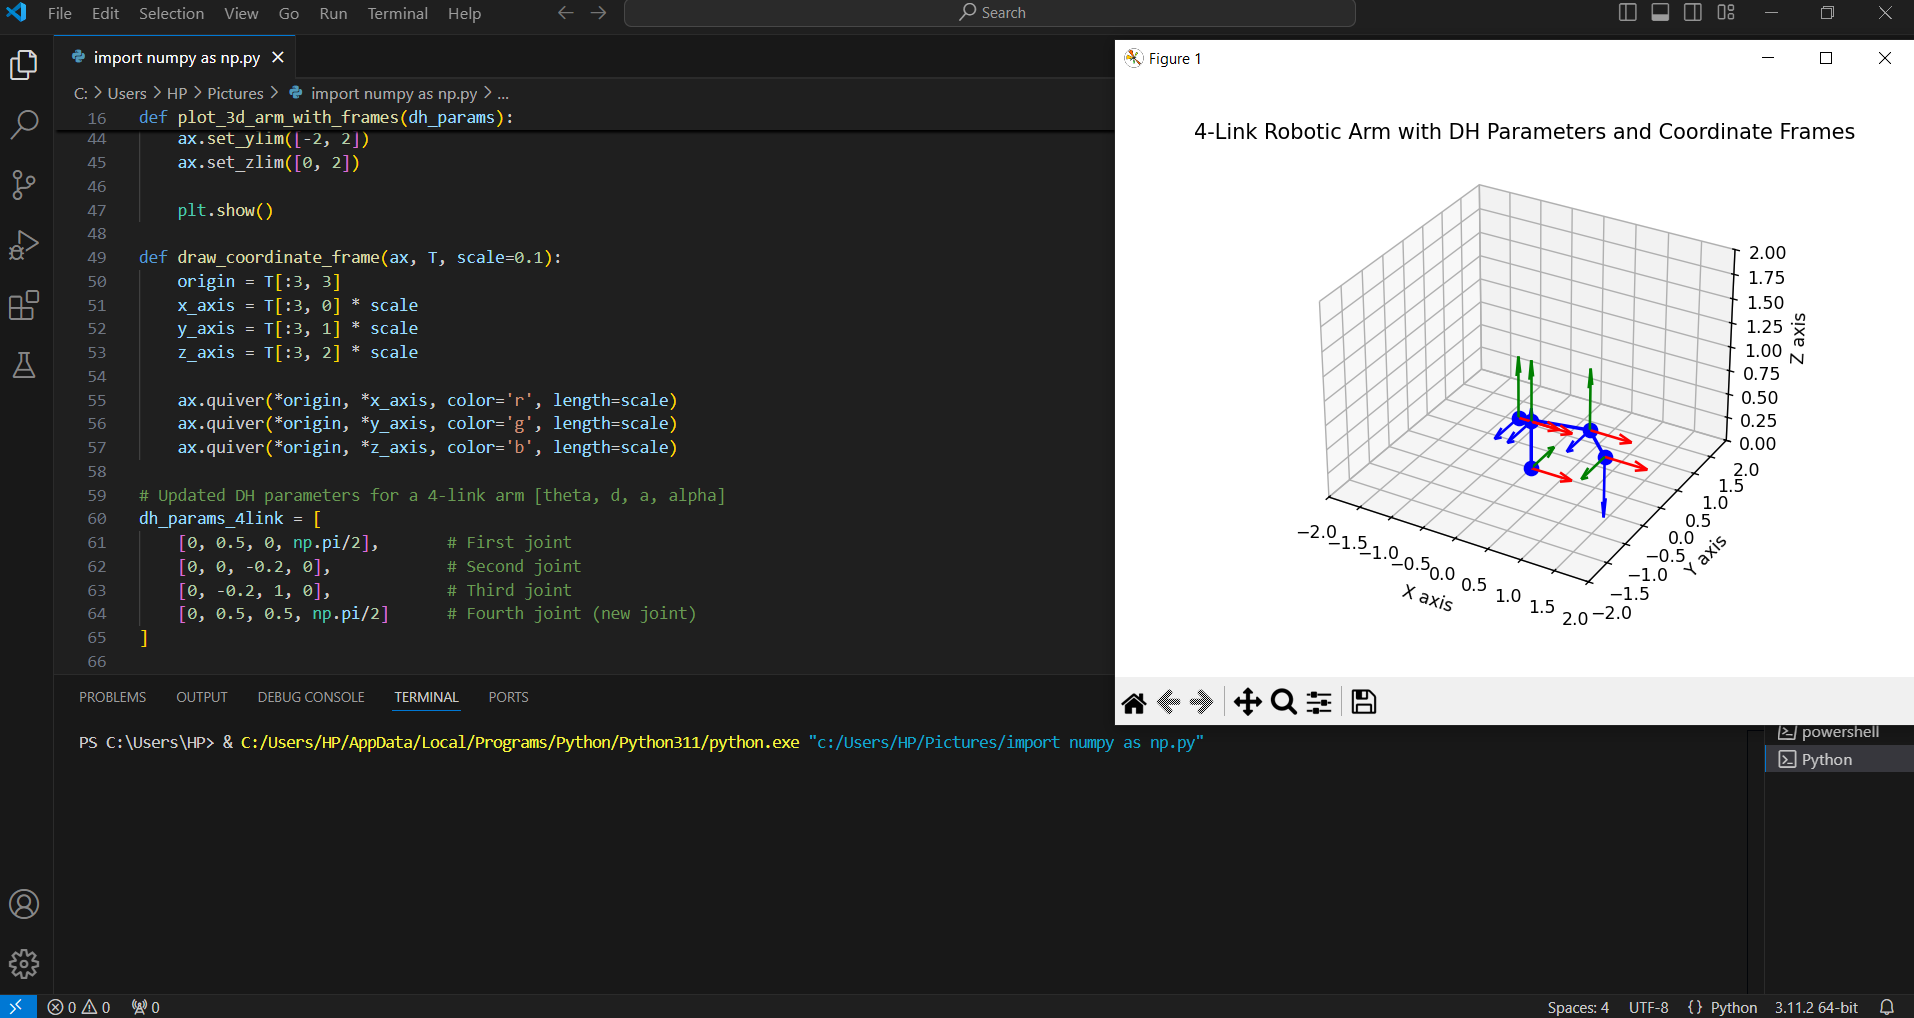 File Edit Selection View Go Run Terminal Help
Search
import numpy as np.py
C: > Users > HP > Pictures > import numpy as np.py > ...
16 def plot_3d_arm_with_frames(dh_params):
44 ax.set_ylim([-2, 2])
45 ax.set_zlim([0, 2])
46
47 plt.show()
48
49 def draw_coordinate_frame(ax, T, scale=0.1):
50 origin = T[:3, 3]
51 x_axis = T[:3, 0] * scale
52 y_axis = T[:3, 1] * scale
53 z_axis = T[:3, 2] * scale
54
55 ax.quiver(*origin, *x_axis, color='r', length=scale)
56 ax.quiver(*origin, *y_axis, color='g', length=scale)
57 ax.quiver(*origin, *z_axis, color='b', length=scale)
58
59 # Updated DH parameters for a 4-link arm [theta, d, a, alpha]
60 dh_params_4link = [
61 [0, 0.5, 0, np.pi/2], # First joint
62 [0, 0, -0.2, 0], # Second joint
63 [0, -0.2, 1, 0], # Third joint
64 [0, 0.5, 0.5, np.pi/2] # Fourth joint (new joint)
65 ]
66
Figure 1
4-Link Robotic Arm with DH Parameters and Coordinate Frames
2.00
1.75
1.50
1.25
1.00
0.75
0.50
0.25
0.00
Z axis
2.0
1.5
1.0
0.5
0.0
−0.5
−1.0
−1.5
−2.0
Y axis
−2.0
−1.5
−1.0
−0.5
0.0
0.5
1.0
1.5
2.0
X axis
PROBLEMS OUTPUT DEBUG CONSOLE TERMINAL PORTS
PS C:\Users\HP> & C:/Users/HP/AppData/Local/Programs/Python/Python311/python.exe "c:/Users/HP/Pictures/import numpy as np.py"
powershell
Python
0 0 0
Spaces: 4 UTF-8 {} Python 3.11.2 64-bit